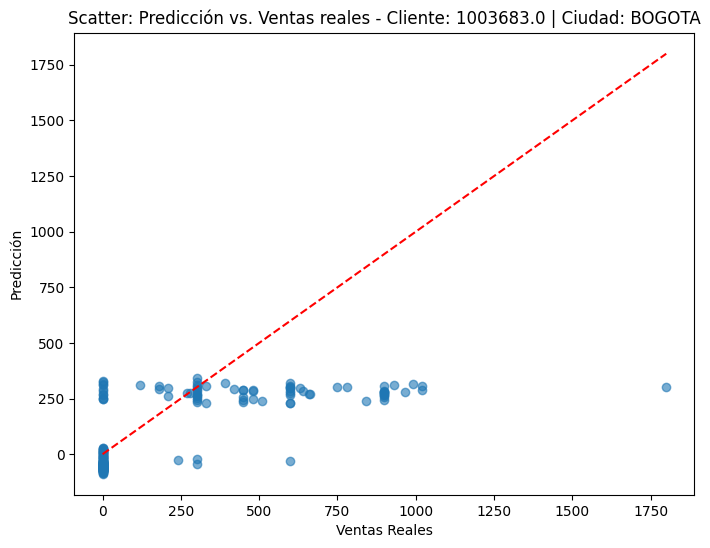 Scatter: Predicción vs. Ventas reales - Cliente: 1003683.0 | Ciudad: BOGOTA
Predicción
1750
1500
1250
1000
750
500
250
0
0 250 500 750 1000 1250 1500 1750
Ventas Reales